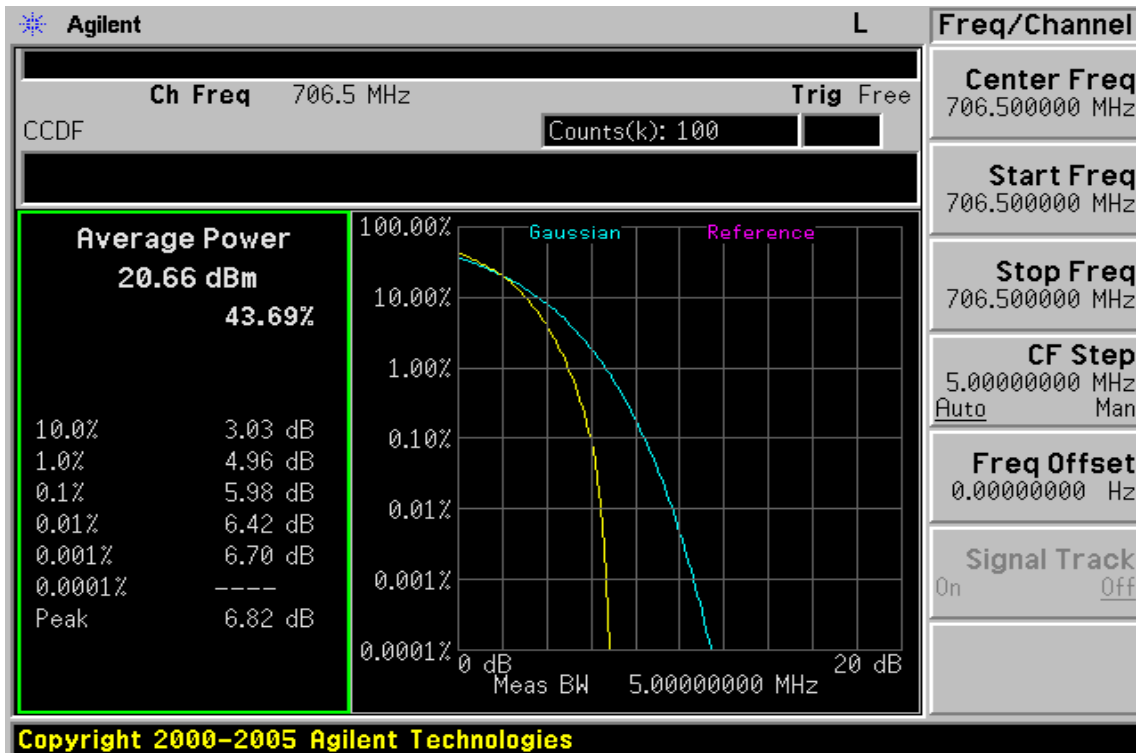 Agilent L
Ch Freq 706.5 MHz Trig Free
CCDF Counts(k): 100
Average Power
20.66 dBm
43.69%
10.0% 3.03 dB
1.0% 4.96 dB
0.1% 5.98 dB
0.01% 6.42 dB
0.001% 6.70 dB
0.0001% ----
Peak 6.82 dB
Gaussian Reference
100.00%
10.00%
1.00%
0.10%
0.01%
0.001%
0.0001%
0 dB 20 dB
Meas BW 5.00000000 MHz
Freq/Channel
Center Freq
706.500000 MHz
Start Freq
706.500000 MHz
Stop Freq
706.500000 MHz
CF Step
5.00000000 MHz
Auto Man
Freq Offset
0.00000000 Hz
Signal Track
On Off
Copyright 2000-2005 Agilent Technologies